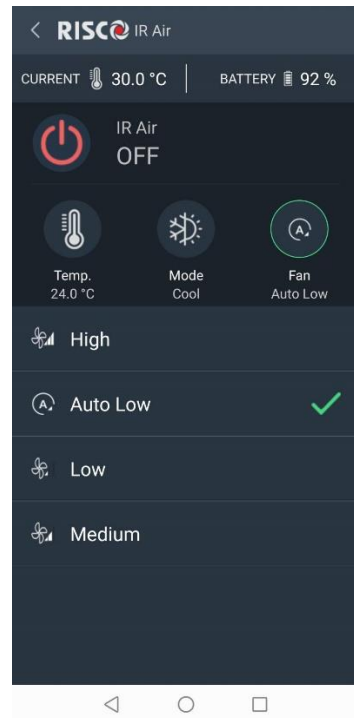 RISCO IR Air
CURRENT 30.0 °C BATTERY 92 %
IR Air
OFF
Temp. Mode Fan
24.0 °C Cool Auto Low
High
A Auto Low
Low
Medium